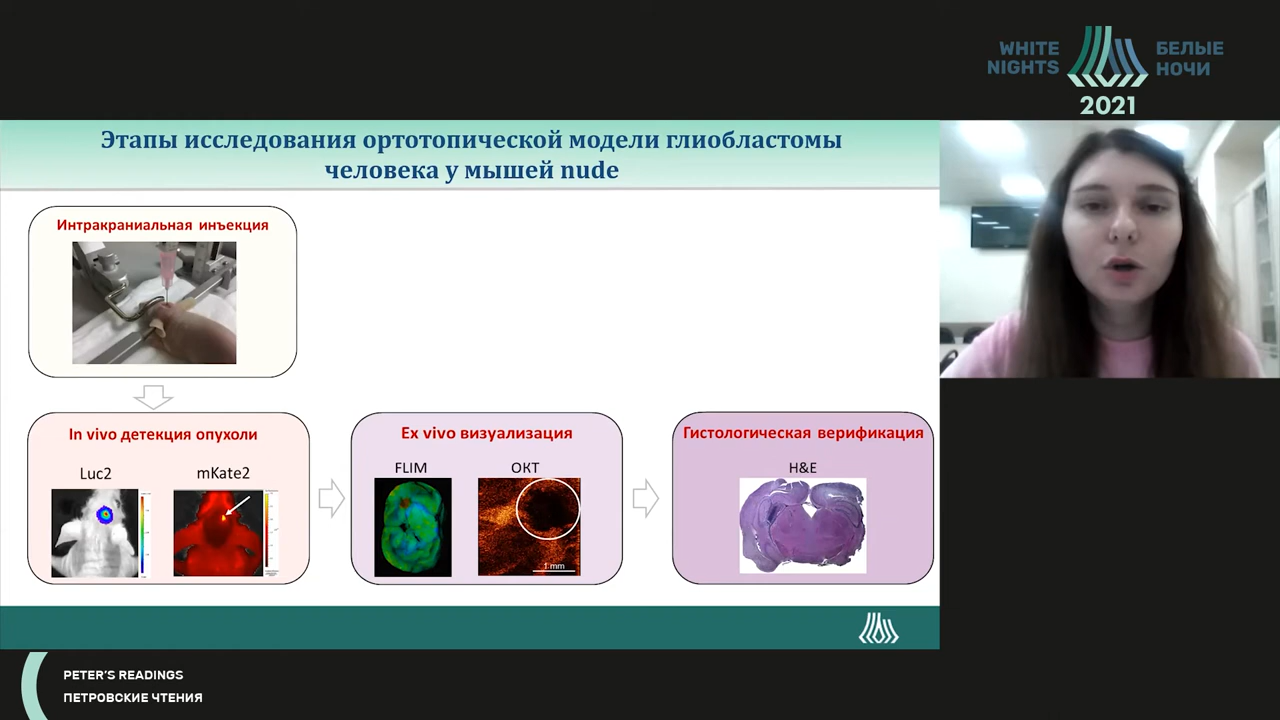 WHITE
NIGHTS
БЕЛЫЕ
НОЧИ
2021
Этапы исследования ортотопической модели глиобластомы
человека у мышей nude
Интракраниальная инъекция
In vivo детекция опухоли
Luc2
mKate2
Ex vivo визуализация
FLIM
ОКТ
1 mm
Гистологическая верификация
H&E
PETER'S READINGS
ПЕТРОВСКИЕ ЧТЕНИЯ